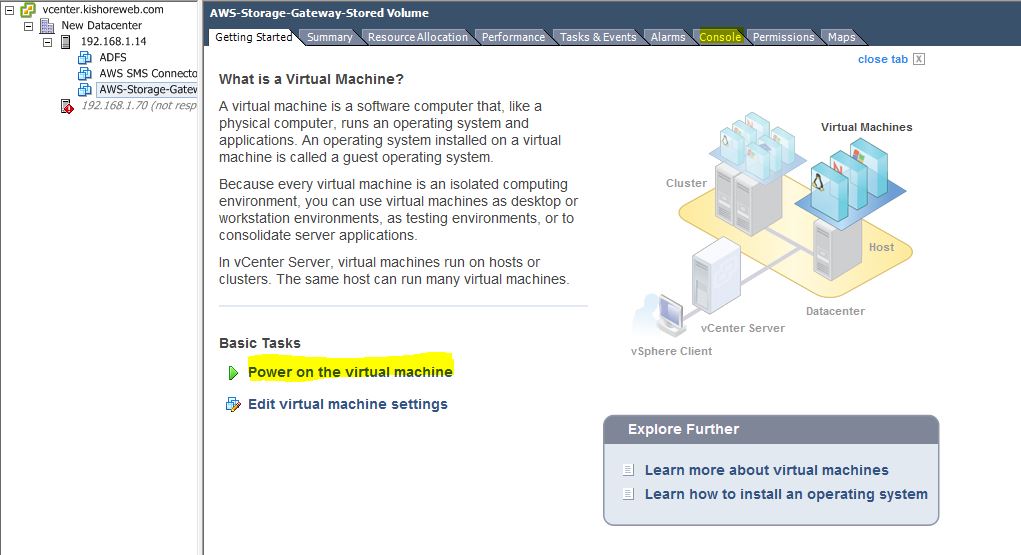 vcenter.kishoreweb.com
New Datacenter
192.168.1.14
ADFS
AWS SMS Connecto
AWS-Storage-Gatew
192.168.1.70 (not resp
AWS-Storage-Gateway-Stored Volume
Getting Started Summary Resource Allocation Performance Tasks & Events Alarms Console Permissions Maps
close tab X
What is a Virtual Machine?
A virtual machine is a software computer that, like a
physical computer, runs an operating system and
applications. An operating system installed on a virtual
machine is called a guest operating system.
Because every virtual machine is an isolated computing
environment, you can use virtual machines as desktop or
workstation environments, as testing environments, or to
consolidate server applications.
In vCenter Server, virtual machines run on hosts or
clusters. The same host can run many virtual machines.
Basic Tasks
Power on the virtual machine
Edit virtual machine settings
Virtual Machines
Cluster
Host
Datacenter
vCenter Server
vSphere Client
Explore Further
Learn more about virtual machines
Learn how to install an operating system